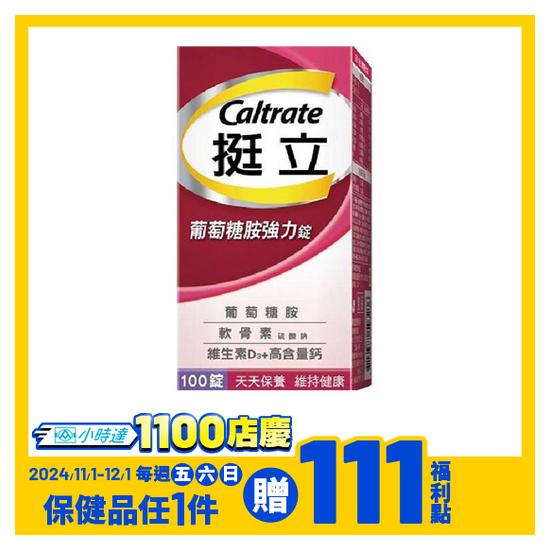 Caltrate
挺立
葡萄糖胺強力錠
葡萄糖胺
軟骨素 硫酸鈉
維生素D3+高含量鈣
100錠 天天保養 維持健康
小時達 1100店慶
2024/11/1-12/1 每週五六日
保健品任1件 贈 111 福利點